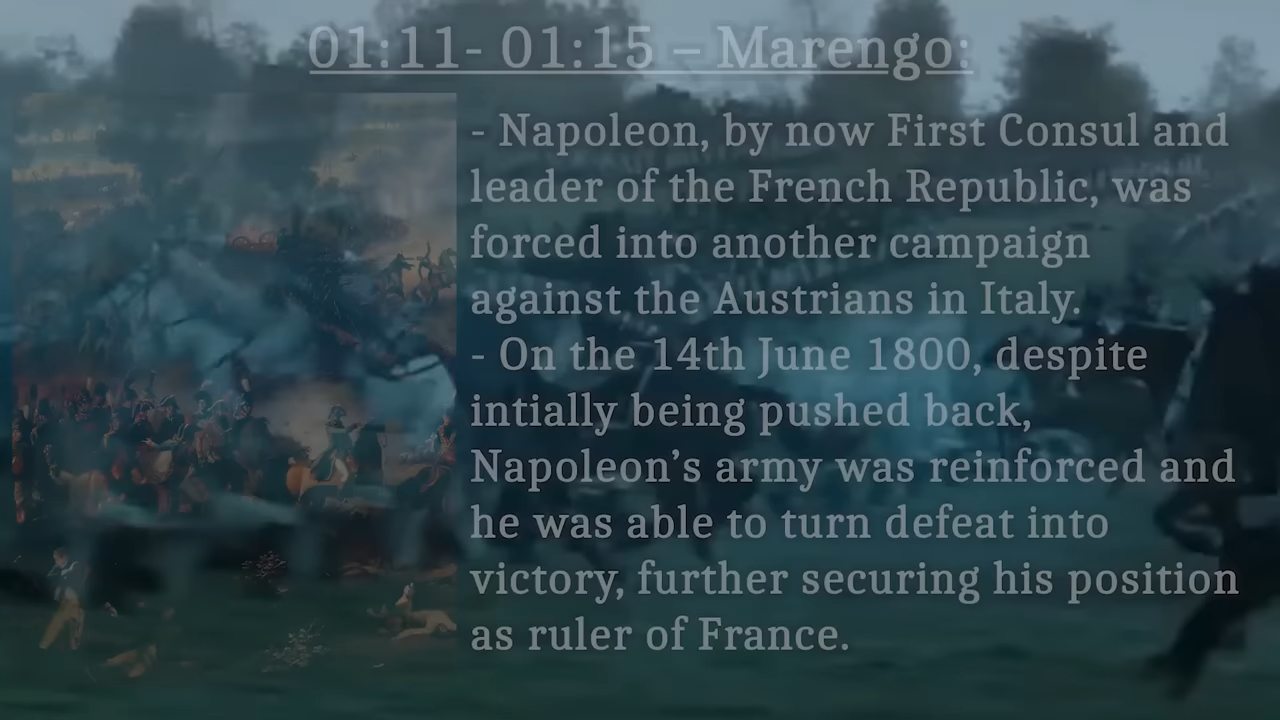 01:11- 01:15 – Marengo:
- Napoleon, by now First Consul and
leader of the French Republic, was
forced into another campaign
against the Austrians in Italy.
- On the 14th June 1800, despite
intially being pushed back,
Napoleon’s army was reinforced and
he was able to turn defeat into
victory, further securing his position
as ruler of France.